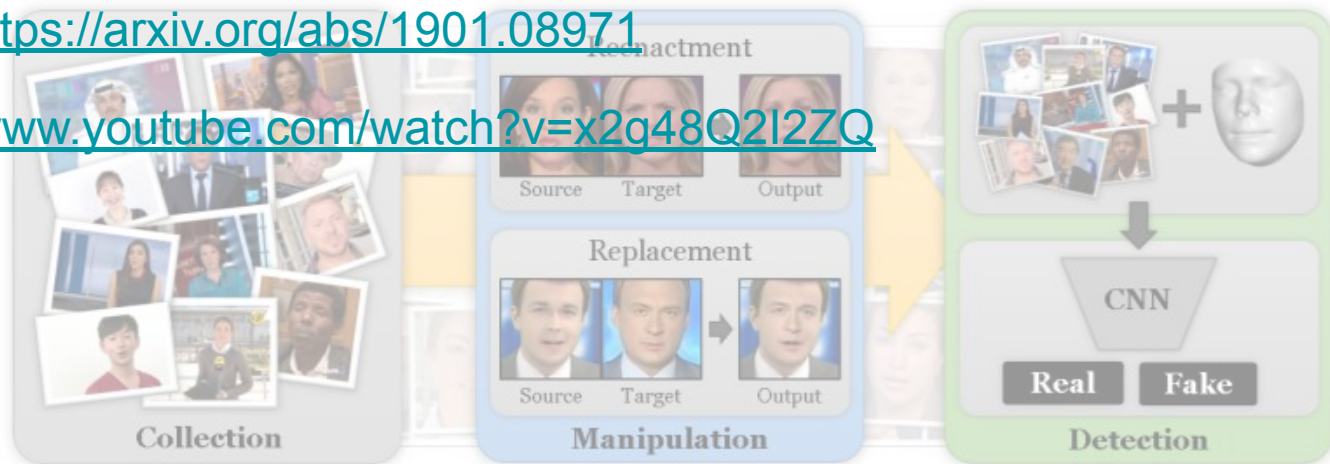 tps://arxiv.org/abs/1901.08971
Reenactment
ww.youtube.com/watch?v=x2g48Q2I2ZQ
Source Target Output
Replacement
CNN
Source Target Output
Real Fake
Collection
Manipulation
Detection